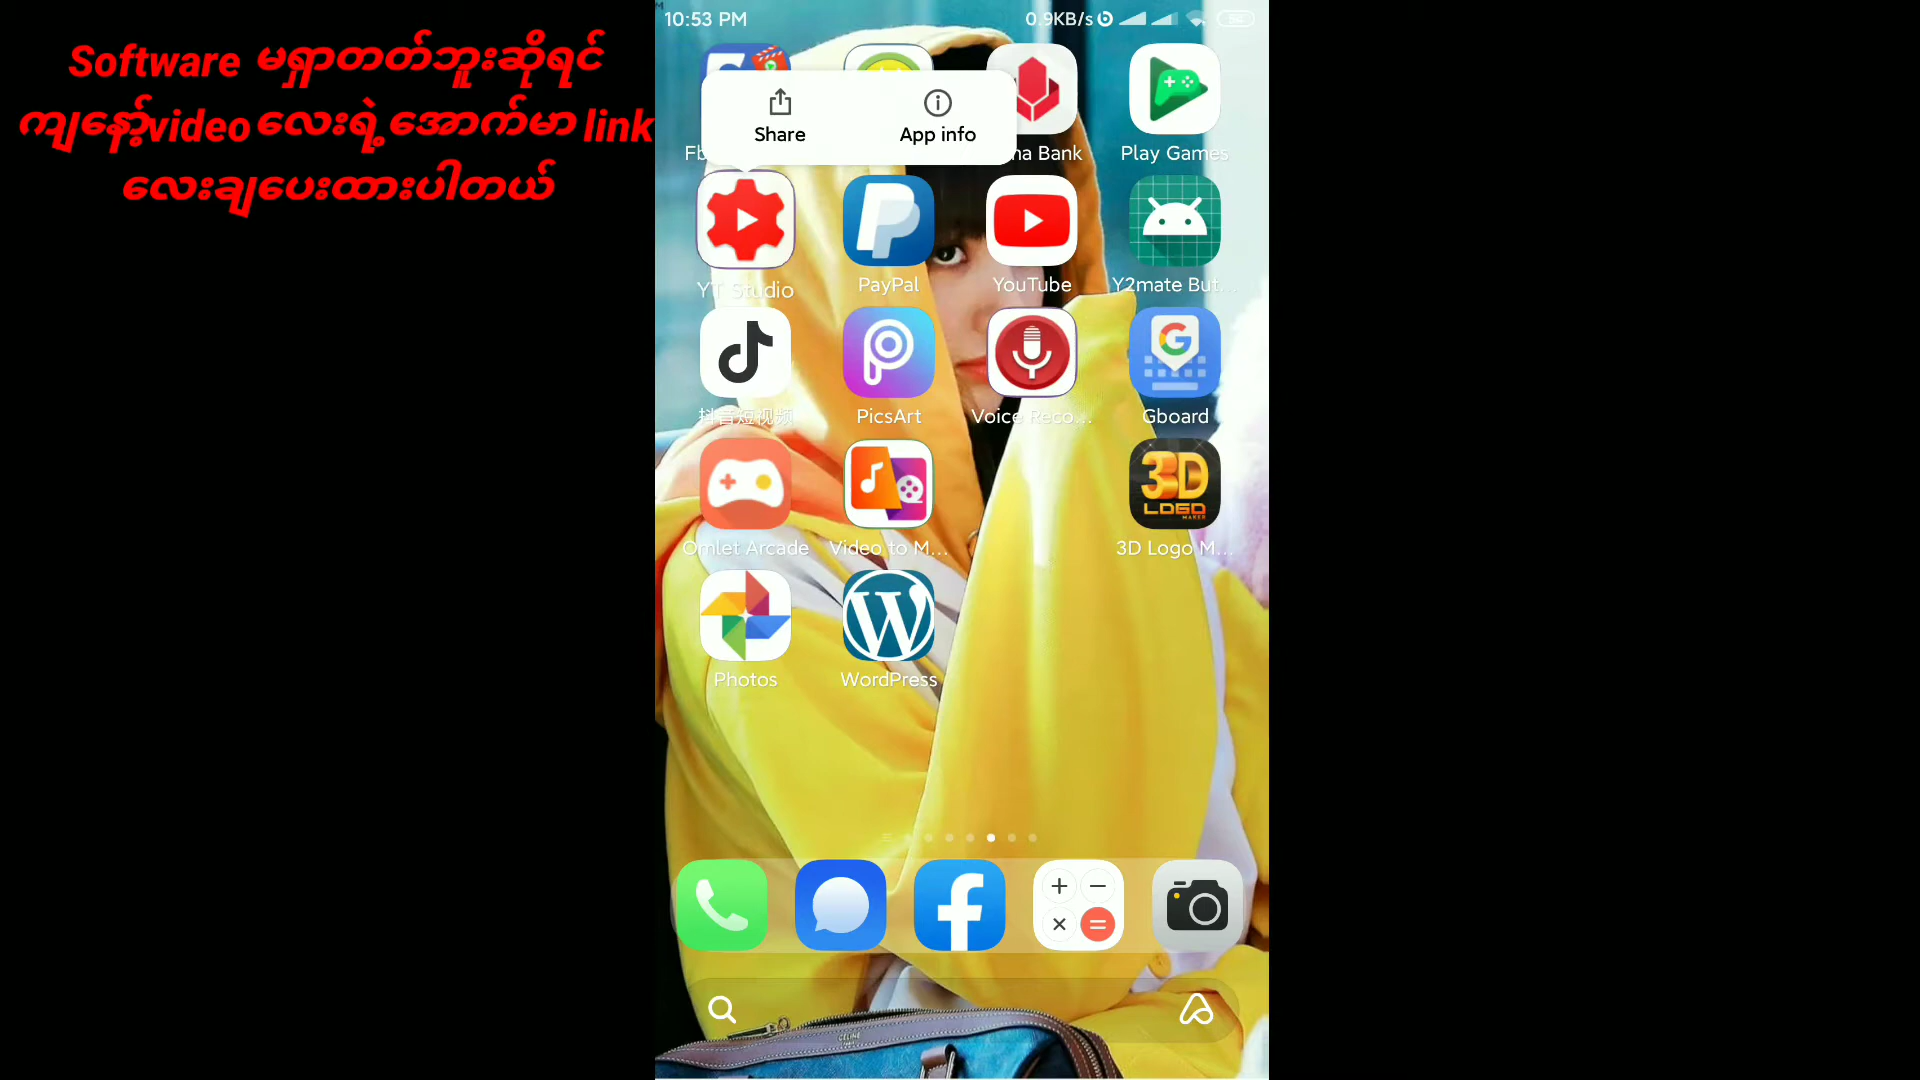 Software မရှာတတ်ဘူးဆိုရင်
ကျနော့်video လေးရဲ့အောက်မာ link
လေးချပေးထားပါတယ်
10:53 PM
0.9KB/s
Share
App info
Fb
na Bank
Play Games
YT Studio
PayPal
YouTube
Y2mate But...
抖音短视频
PicsArt
Voice Reco...
Gboard
3D
LOGO
MAKER
Omlet Arcade
Video to M...
3D Logo M...
Photos
WordPress
CELINE